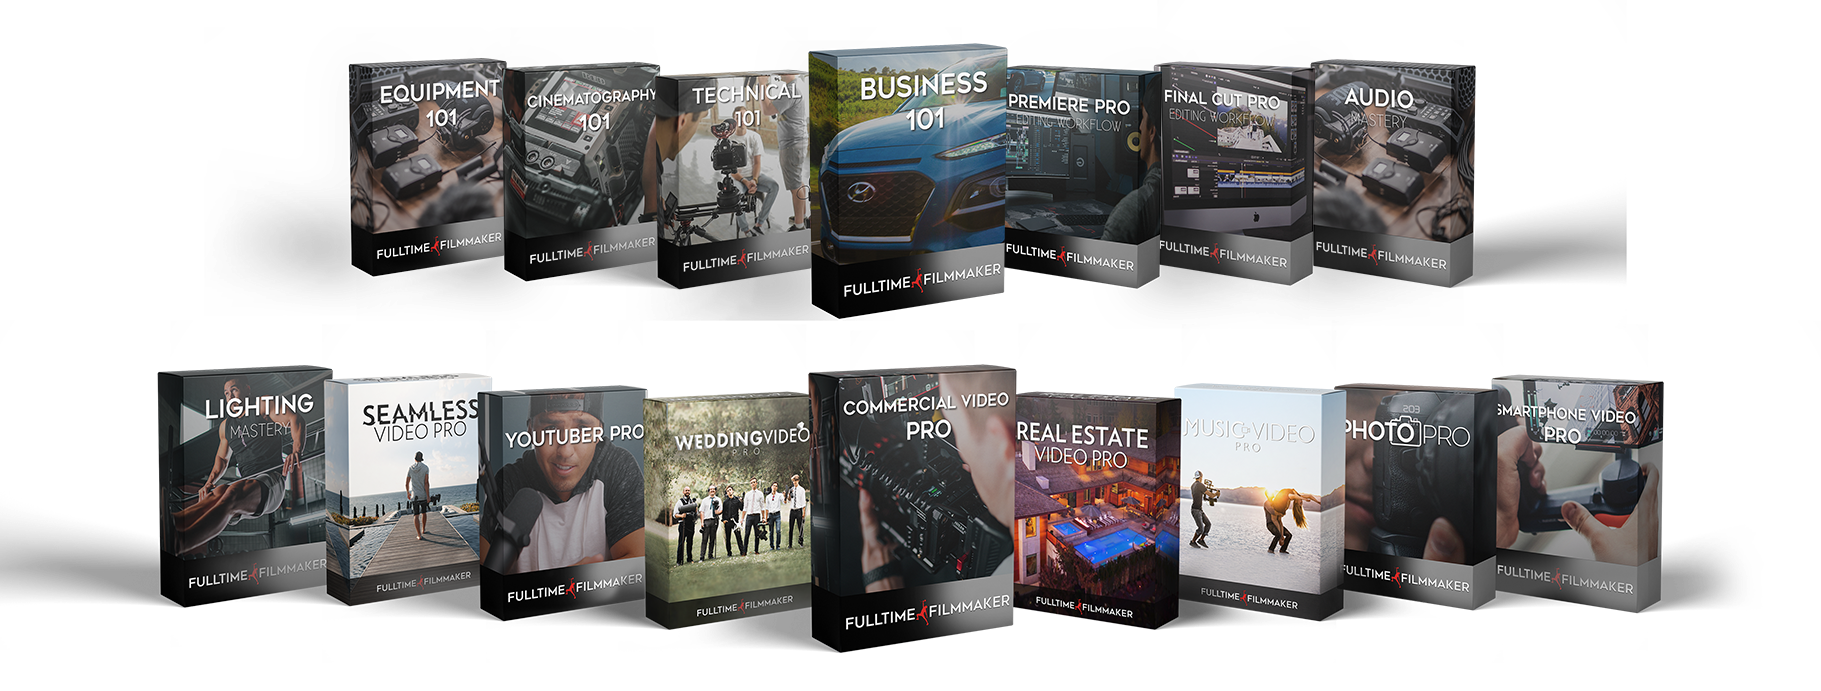 EQUIPMENT
101
FULLTIME FILMMAKER
CINEMATOGRAPHY
101
FULLTIME FILMMAKER
TECHNICAL
101
FULLTIME FILMMAKER
BUSINESS
101
FULLTIME FILMMAKER
PREMIERE PRO
EDITING WORKFLOW
FULLTIME FILMMAKER
FINAL CUT PRO
EDITING WORKFLOW
FULLTIME FILMMAKER
AUDIO
MASTERY
FULLTIME FILMMAKER
LIGHTING
MASTERY
FULLTIME FILMMAKER
SEAMLESS
VIDEO PRO
FULLTIME FILMMAKER
YOUTUBER PRO
FULLTIME FILMMAKER
WEDDINGVIDEO
PRO
FULLTIME FILMMAKER
COMMERCIAL VIDEO
PRO
FULLTIME FILMMAKER
REAL ESTATE
VIDEO PRO
FULLTIME FILMMAKER
MUSIC VIDEO
PRO
FULLTIME FILMMAKER
203
PHOTO PRO
FULLTIME FILMMAKER
SMARTPHONE VIDEO
PRO
FULLTIME FILMMAKER